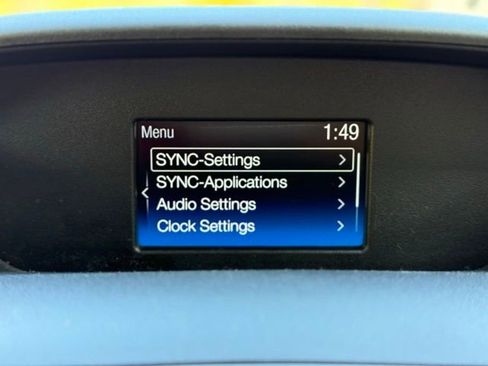 Menu 1:49
SYNC-Settings
SYNC-Applications
Audio Settings
Clock Settings